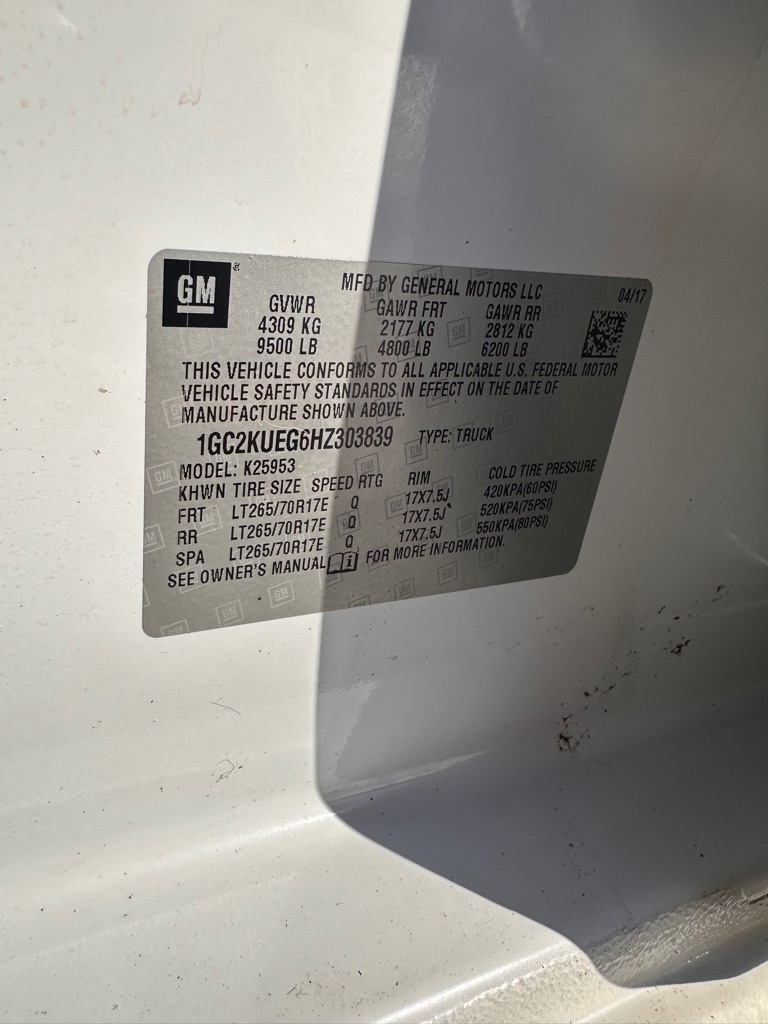 GM ®
MFD BY GENERAL MOTORS LLC 04/17
GVWR GAWR FRT GAWR RR
4309 KG 2177 KG 2812 KG
9500 LB 4800 LB 6200 LB
THIS VEHICLE CONFORMS TO ALL APPLICABLE U.S. FEDERAL MOTOR
VEHICLE SAFETY STANDARDS IN EFFECT ON THE DATE OF
MANUFACTURE SHOWN ABOVE.
1GC2KUEG6HZ303839 TYPE: TRUCK
MODEL: K25953
KHWN TIRE SIZE SPEED RTG RIM COLD TIRE PRESSURE
FRT LT265/70R17E Q 17X7.5J 420KPA(60PSI)
RR LT265/70R17E Q 17X7.5J 520KPA(75PSI)
SPA LT265/70R17E Q 17X7.5J 550KPA(80PSI)
SEE OWNER'S MANUAL FOR MORE INFORMATION.